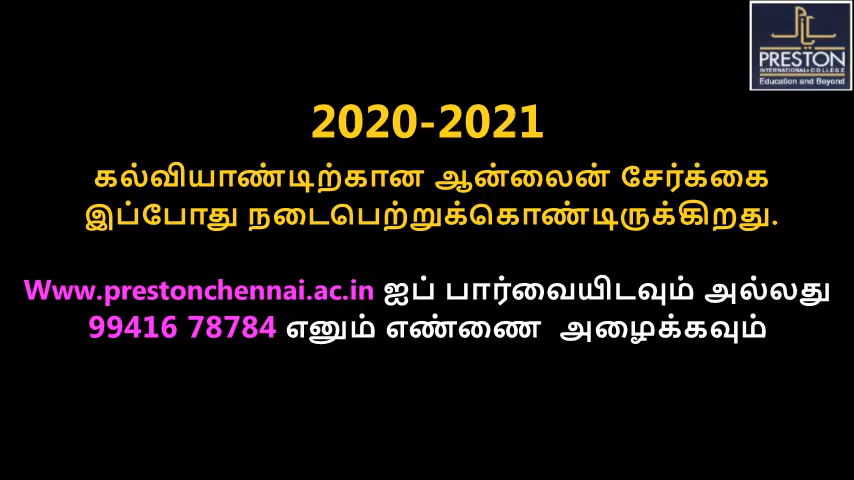 PRESTON
INTERNATIONAL COLLEGE
Education and Beyond
2020-2021
கல்வியாண்டிற்கான ஆன்லைன் சேர்க்கை
இப்போது நடைபெற்றுக்கொண்டிருக்கிறது.
Www.prestonchennai.ac.in ஐப் பார்வையிடவும் அல்லது
99416 78784 எனும் எண்ணை அழைக்கவும்